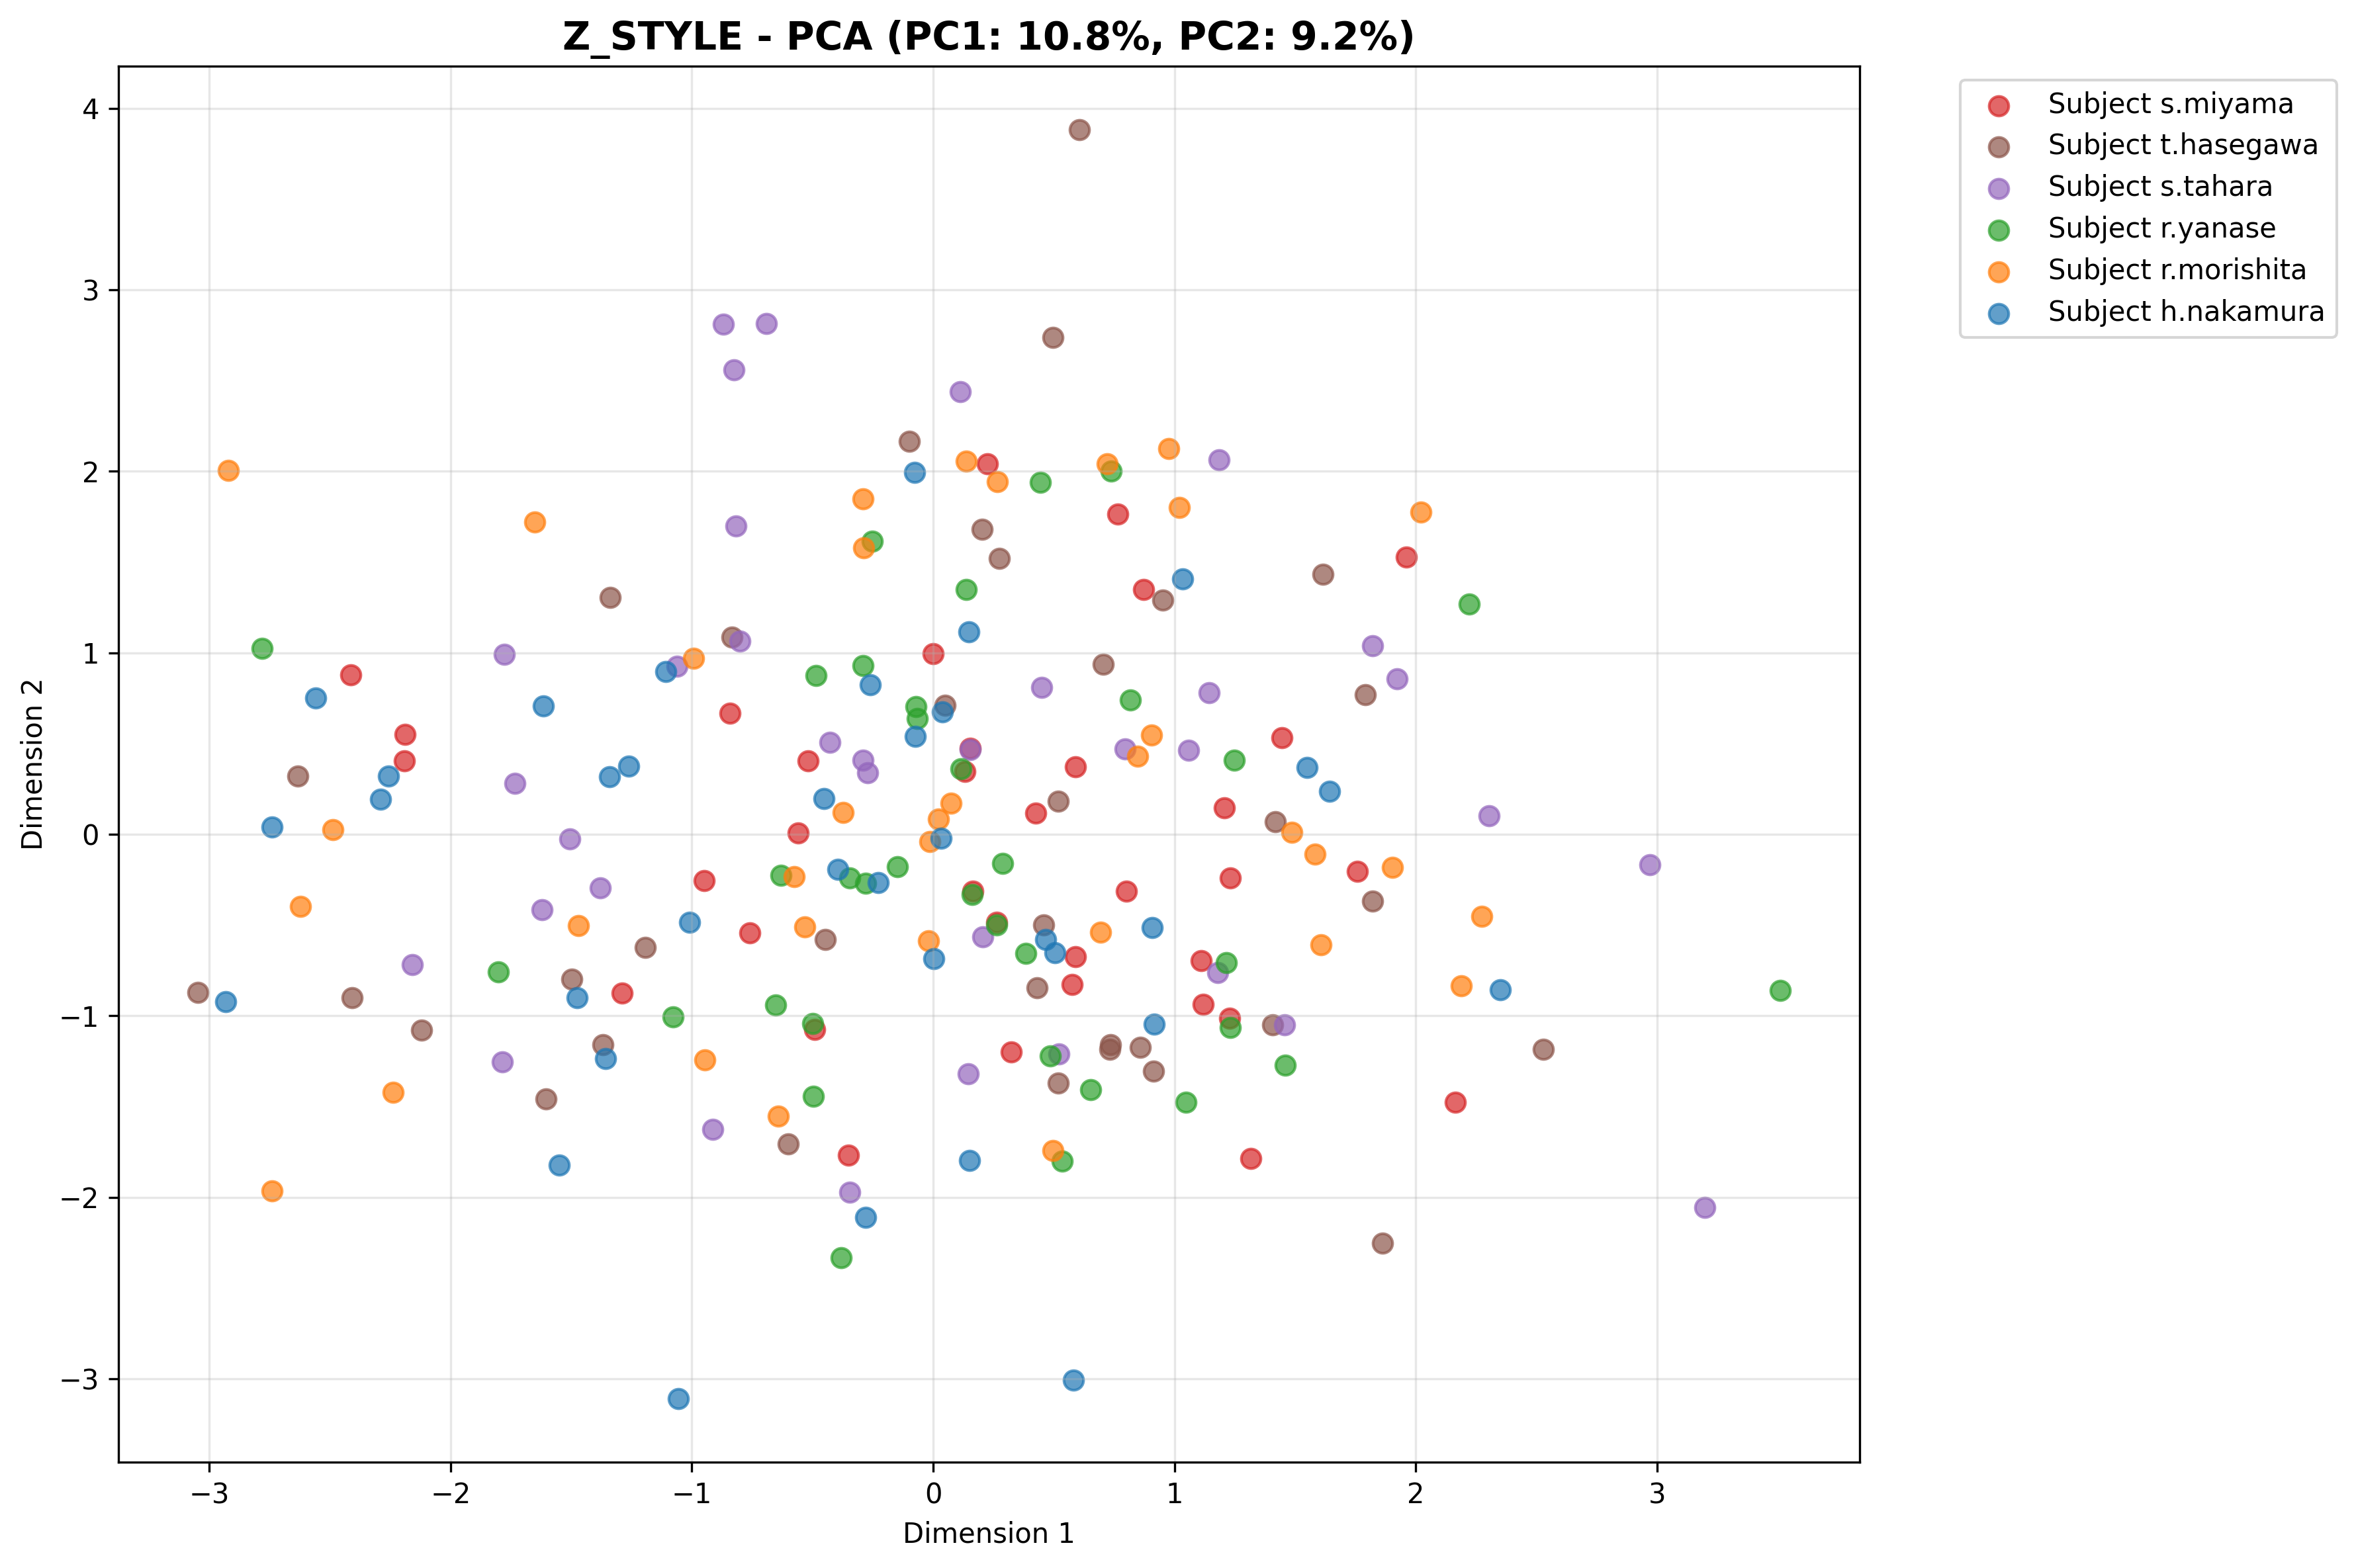 Z_STYLE - PCA (PC1: 10.8%, PC2: 9.2%)
Subject s.miyama
Subject t.hasegawa
Subject s.tahara
Subject r.yanase
Subject r.morishita
Subject h.nakamura
Dimension 2
4
3
2
1
0
−1
−2
−3
−3 −2 −1 0 1 2 3
Dimension 1